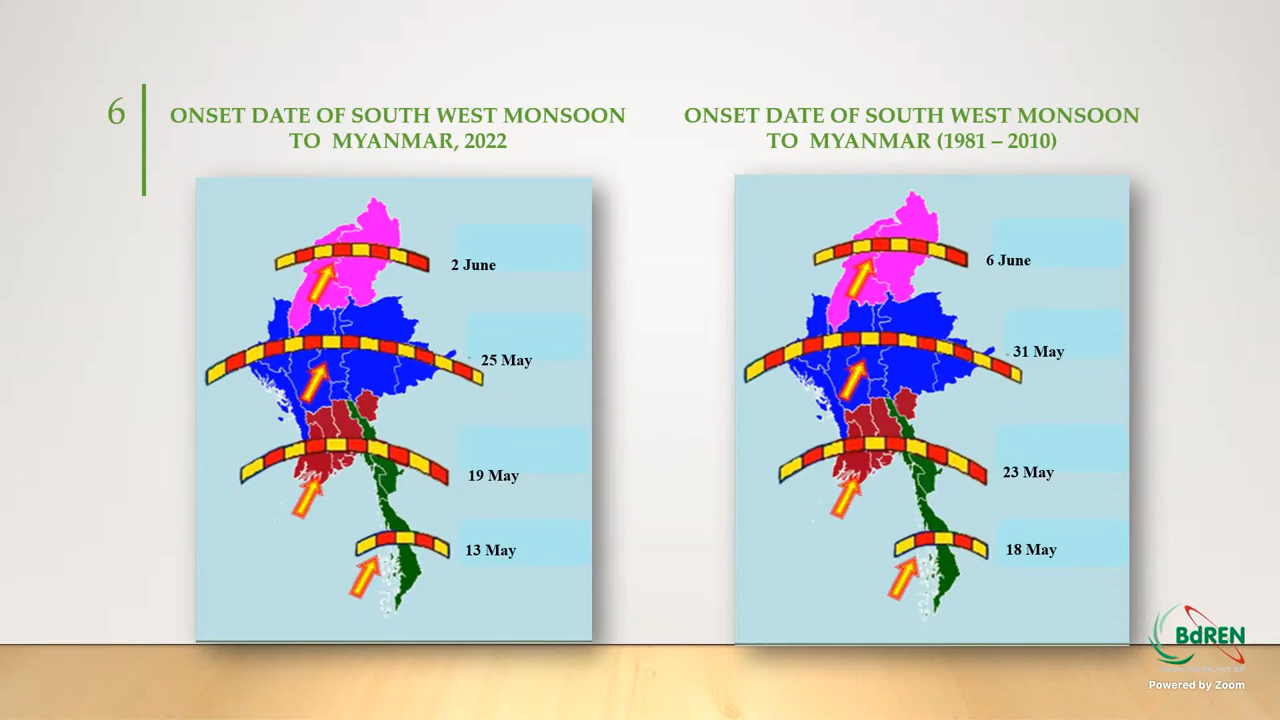 6
ONSET DATE OF SOUTH WEST MONSOON
TO MYANMAR, 2022
2 June
25 May
19 May
13 May
ONSET DATE OF SOUTH WEST MONSOON
TO MYANMAR (1981 – 2010)
6 June
31 May
23 May
18 May
BdREN
Powered by Zoom